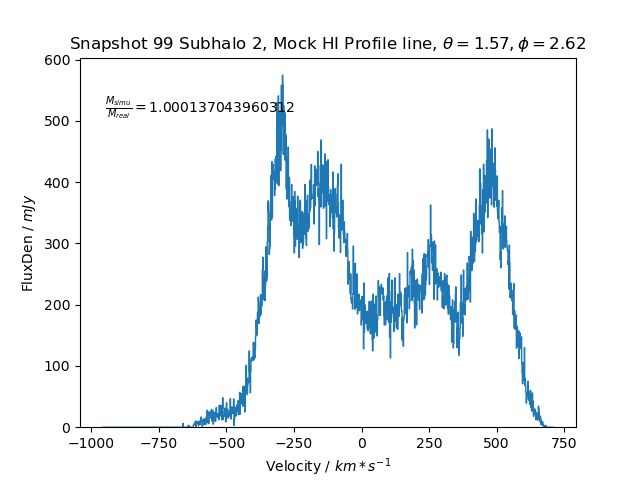 Snapshot 99 Subhalo 2, Mock HI Profile line, θ = 1.57, ϕ = 2.62
M_simu/M_real = 1.000137043960312
FluxDen / mJy
600
500
400
300
200
100
0
−1000 −750 −500 −250 0 250 500 750
Velocity / km * s⁻¹